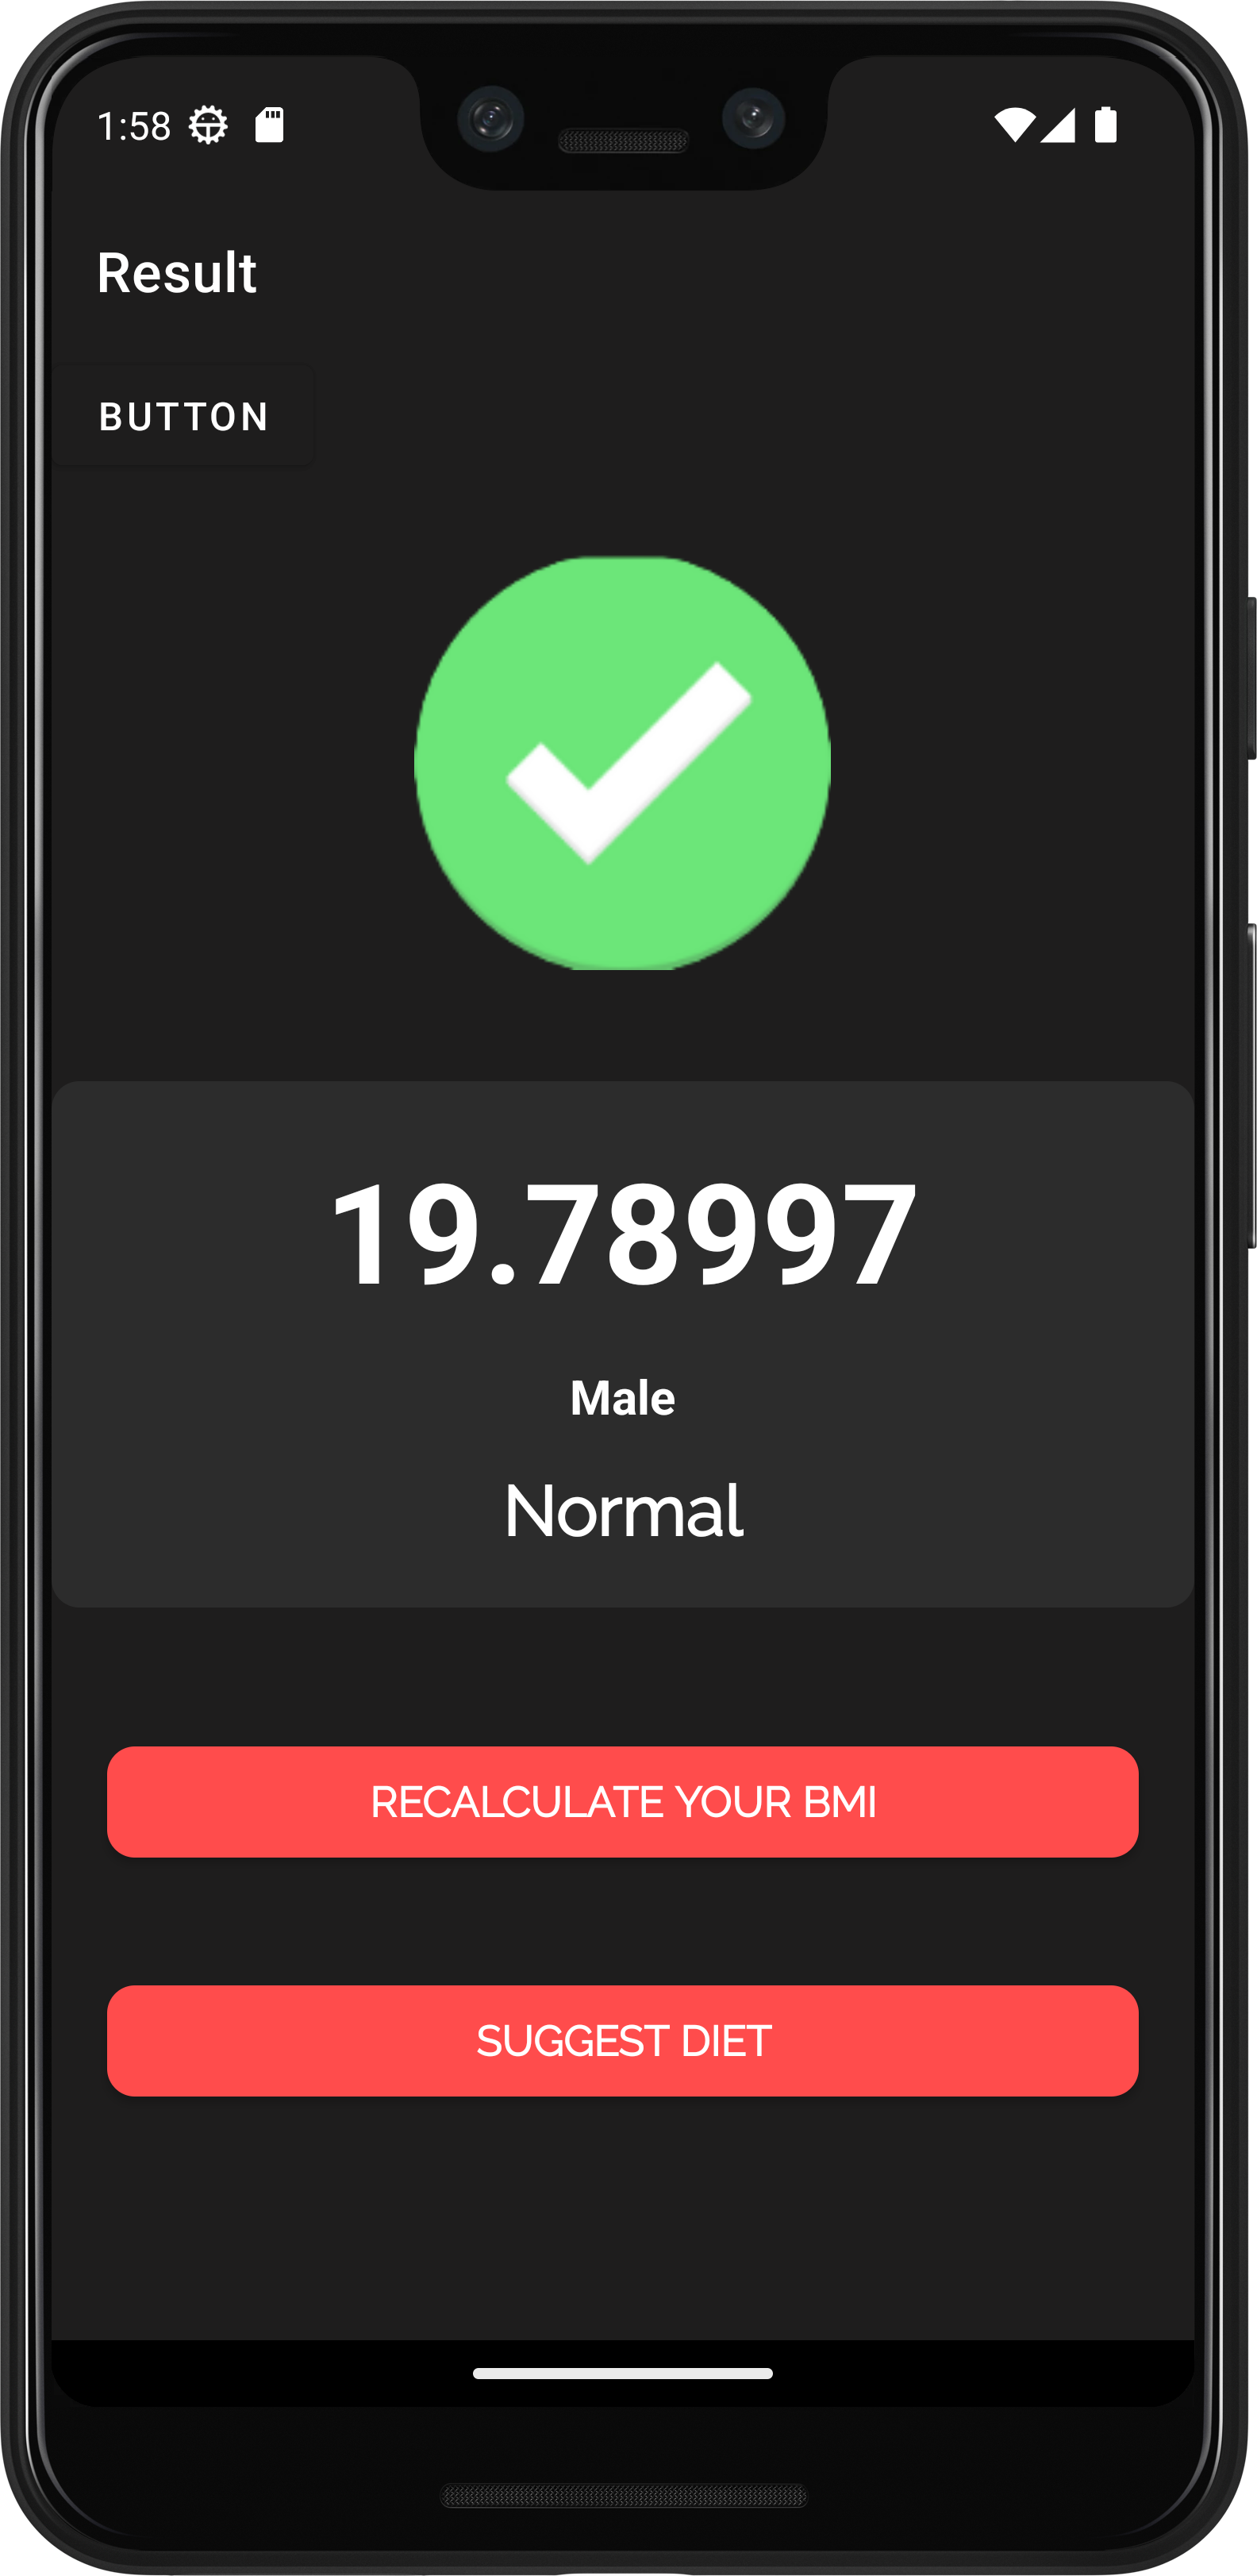 1:58
Result
BUTTON
19.78997
Male
Normal
RECALCULATE YOUR BMI
SUGGEST DIET